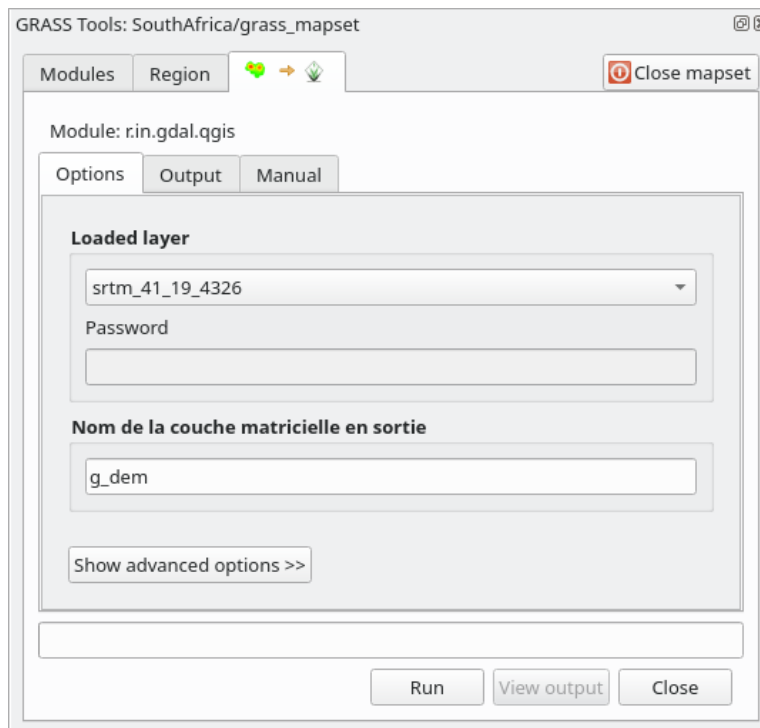 GRASS Tools: SouthAfrica/grass_mapset
Modules Region Close mapset
Module: r.in.gdal.qgis
Options Output Manual
Loaded layer
srtm_41_19_4326
Password
Nom de la couche matricielle en sortie
g_dem
Show advanced options >>
Run View output Close